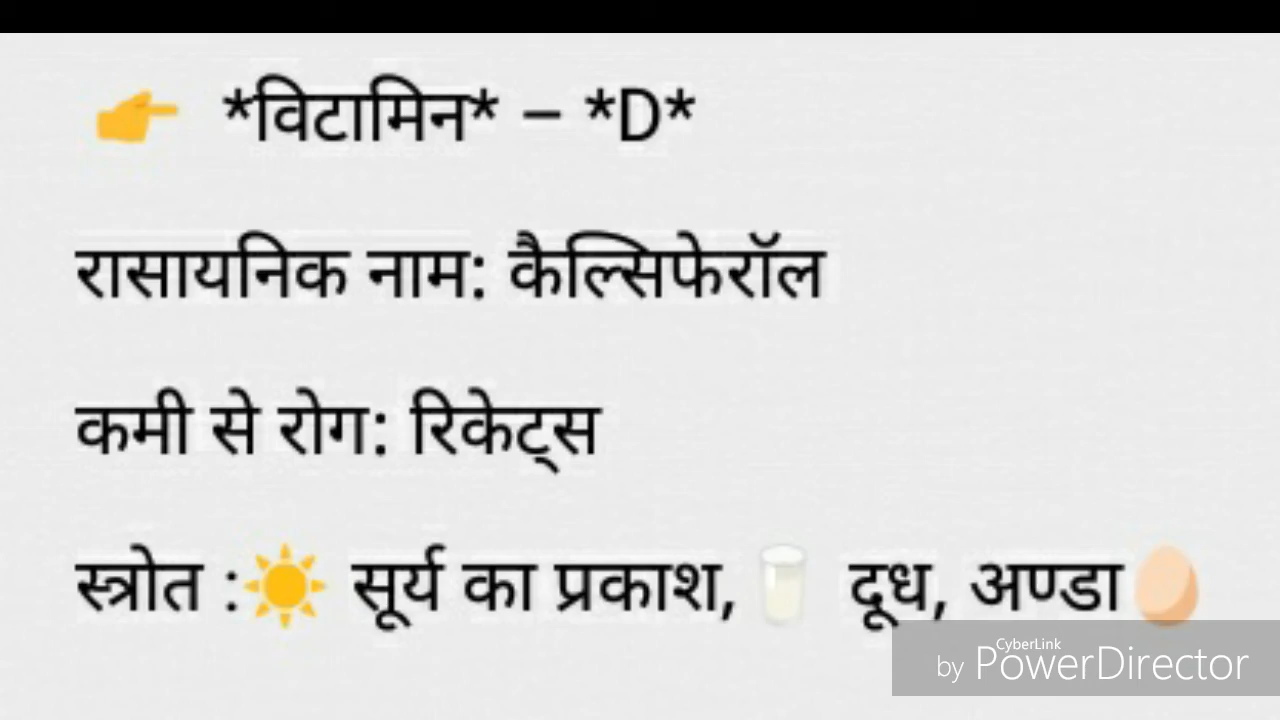 👉 *विटामिन* – *D*
रासायनिक नाम: कैल्सिफेरॉल
कमी से रोग: रिकेट्स
स्त्रोत :☀ सूर्य का प्रकाश,🥛 दूध, अण्डा🥚
CyberLink
by PowerDirector